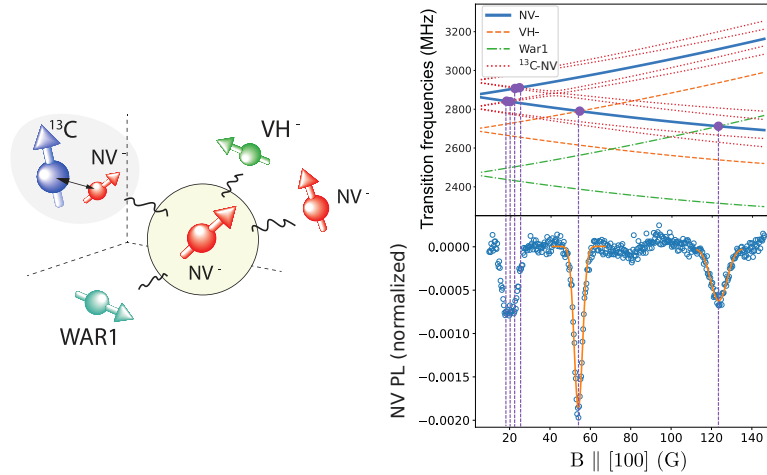 ¹³C
NV⁻
VH⁻
NV⁻
NV⁻
WAR1
Transition frequencies (MHz)
3200
3000
2800
2600
2400
NV-
VH-
War1
¹³C-NV
NV PL (normalized)
0.0000
−0.0005
−0.0010
−0.0015
−0.0020
20 40 60 80 100 120 140
B ∥ [100] (G)